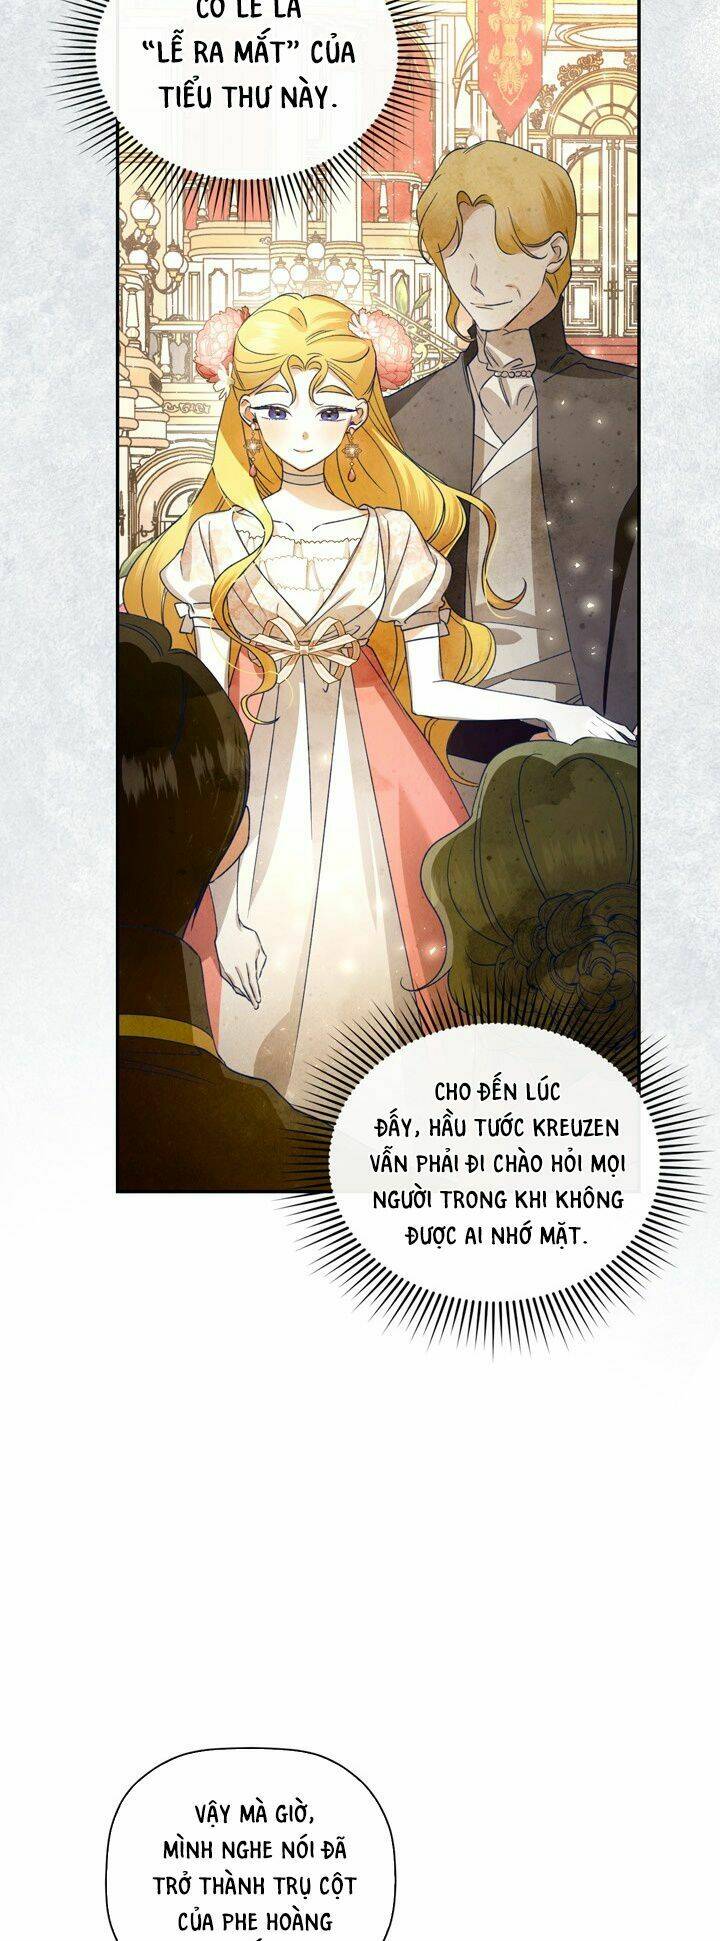 CÓ LẼ LÀ
“LỄ RA MẮT” CỦA
TIỂU THƯ NÀY.
CHO ĐẾN LÚC
ĐẤY, HẦU TƯỚC KREUZEN
VẪN PHẢI ĐI CHÀO HỎI MỌI
NGƯỜI TRONG KHI KHÔNG
ĐƯỢC AI NHỚ MẶT.
VẬY MÀ GIỜ,
MÌNH NGHE NÓI ĐÃ
TRỞ THÀNH TRỤ CỘT
CỦA PHE HOÀNG